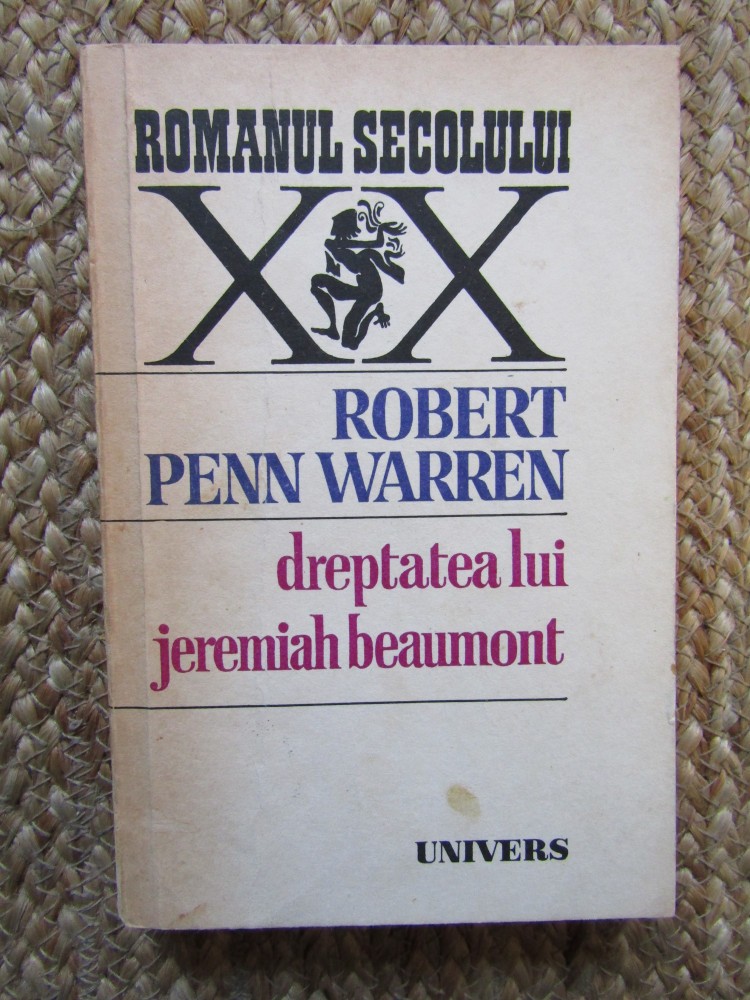 ROMANUL SECOLULUI
XX
ROBERT
PENN WARREN
dreptatea lui
jeremiah beaumont
UNIVERS